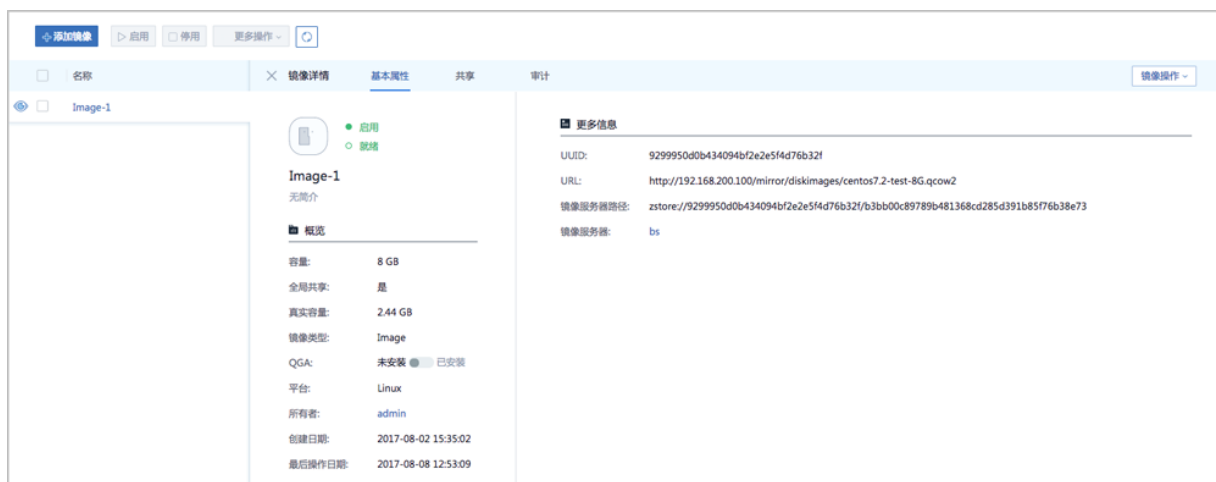 添加镜像 启用 停用 更多操作
名称 镜像详情 基本属性 共享 审计 镜像操作
Image-1
启用
就绪
Image-1
无简介
概览
容量: 8 GB
全局共享: 是
真实容量: 2.44 GB
镜像类型: Image
QGA: 未安装 已安装
平台: Linux
所有者: admin
创建日期: 2017-08-02 15:35:02
最后操作日期: 2017-08-08 12:53:09
更多信息
UUID: 9299950d0b434094bf2e2e5f4d76b32f
URL: http://192.168.200.100/mirror/diskimages/centos7.2-test-8G.qcow2
镜像服务器路径: zstore://9299950d0b434094bf2e2e5f4d76b32f/b3bb00c89789b481368cd285d391b85f76b38e73
镜像服务器: bs